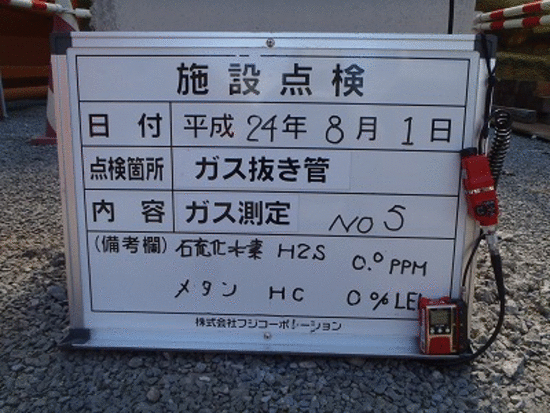 施設点検
日付 平成24年8月1日
点検箇所 ガス抜き管
内容 ガス測定 NO5
(備考欄) 石莧化水素 H2S 0.0 PPM
メタン HC 0%LEL
株式会社フジコーポレーション